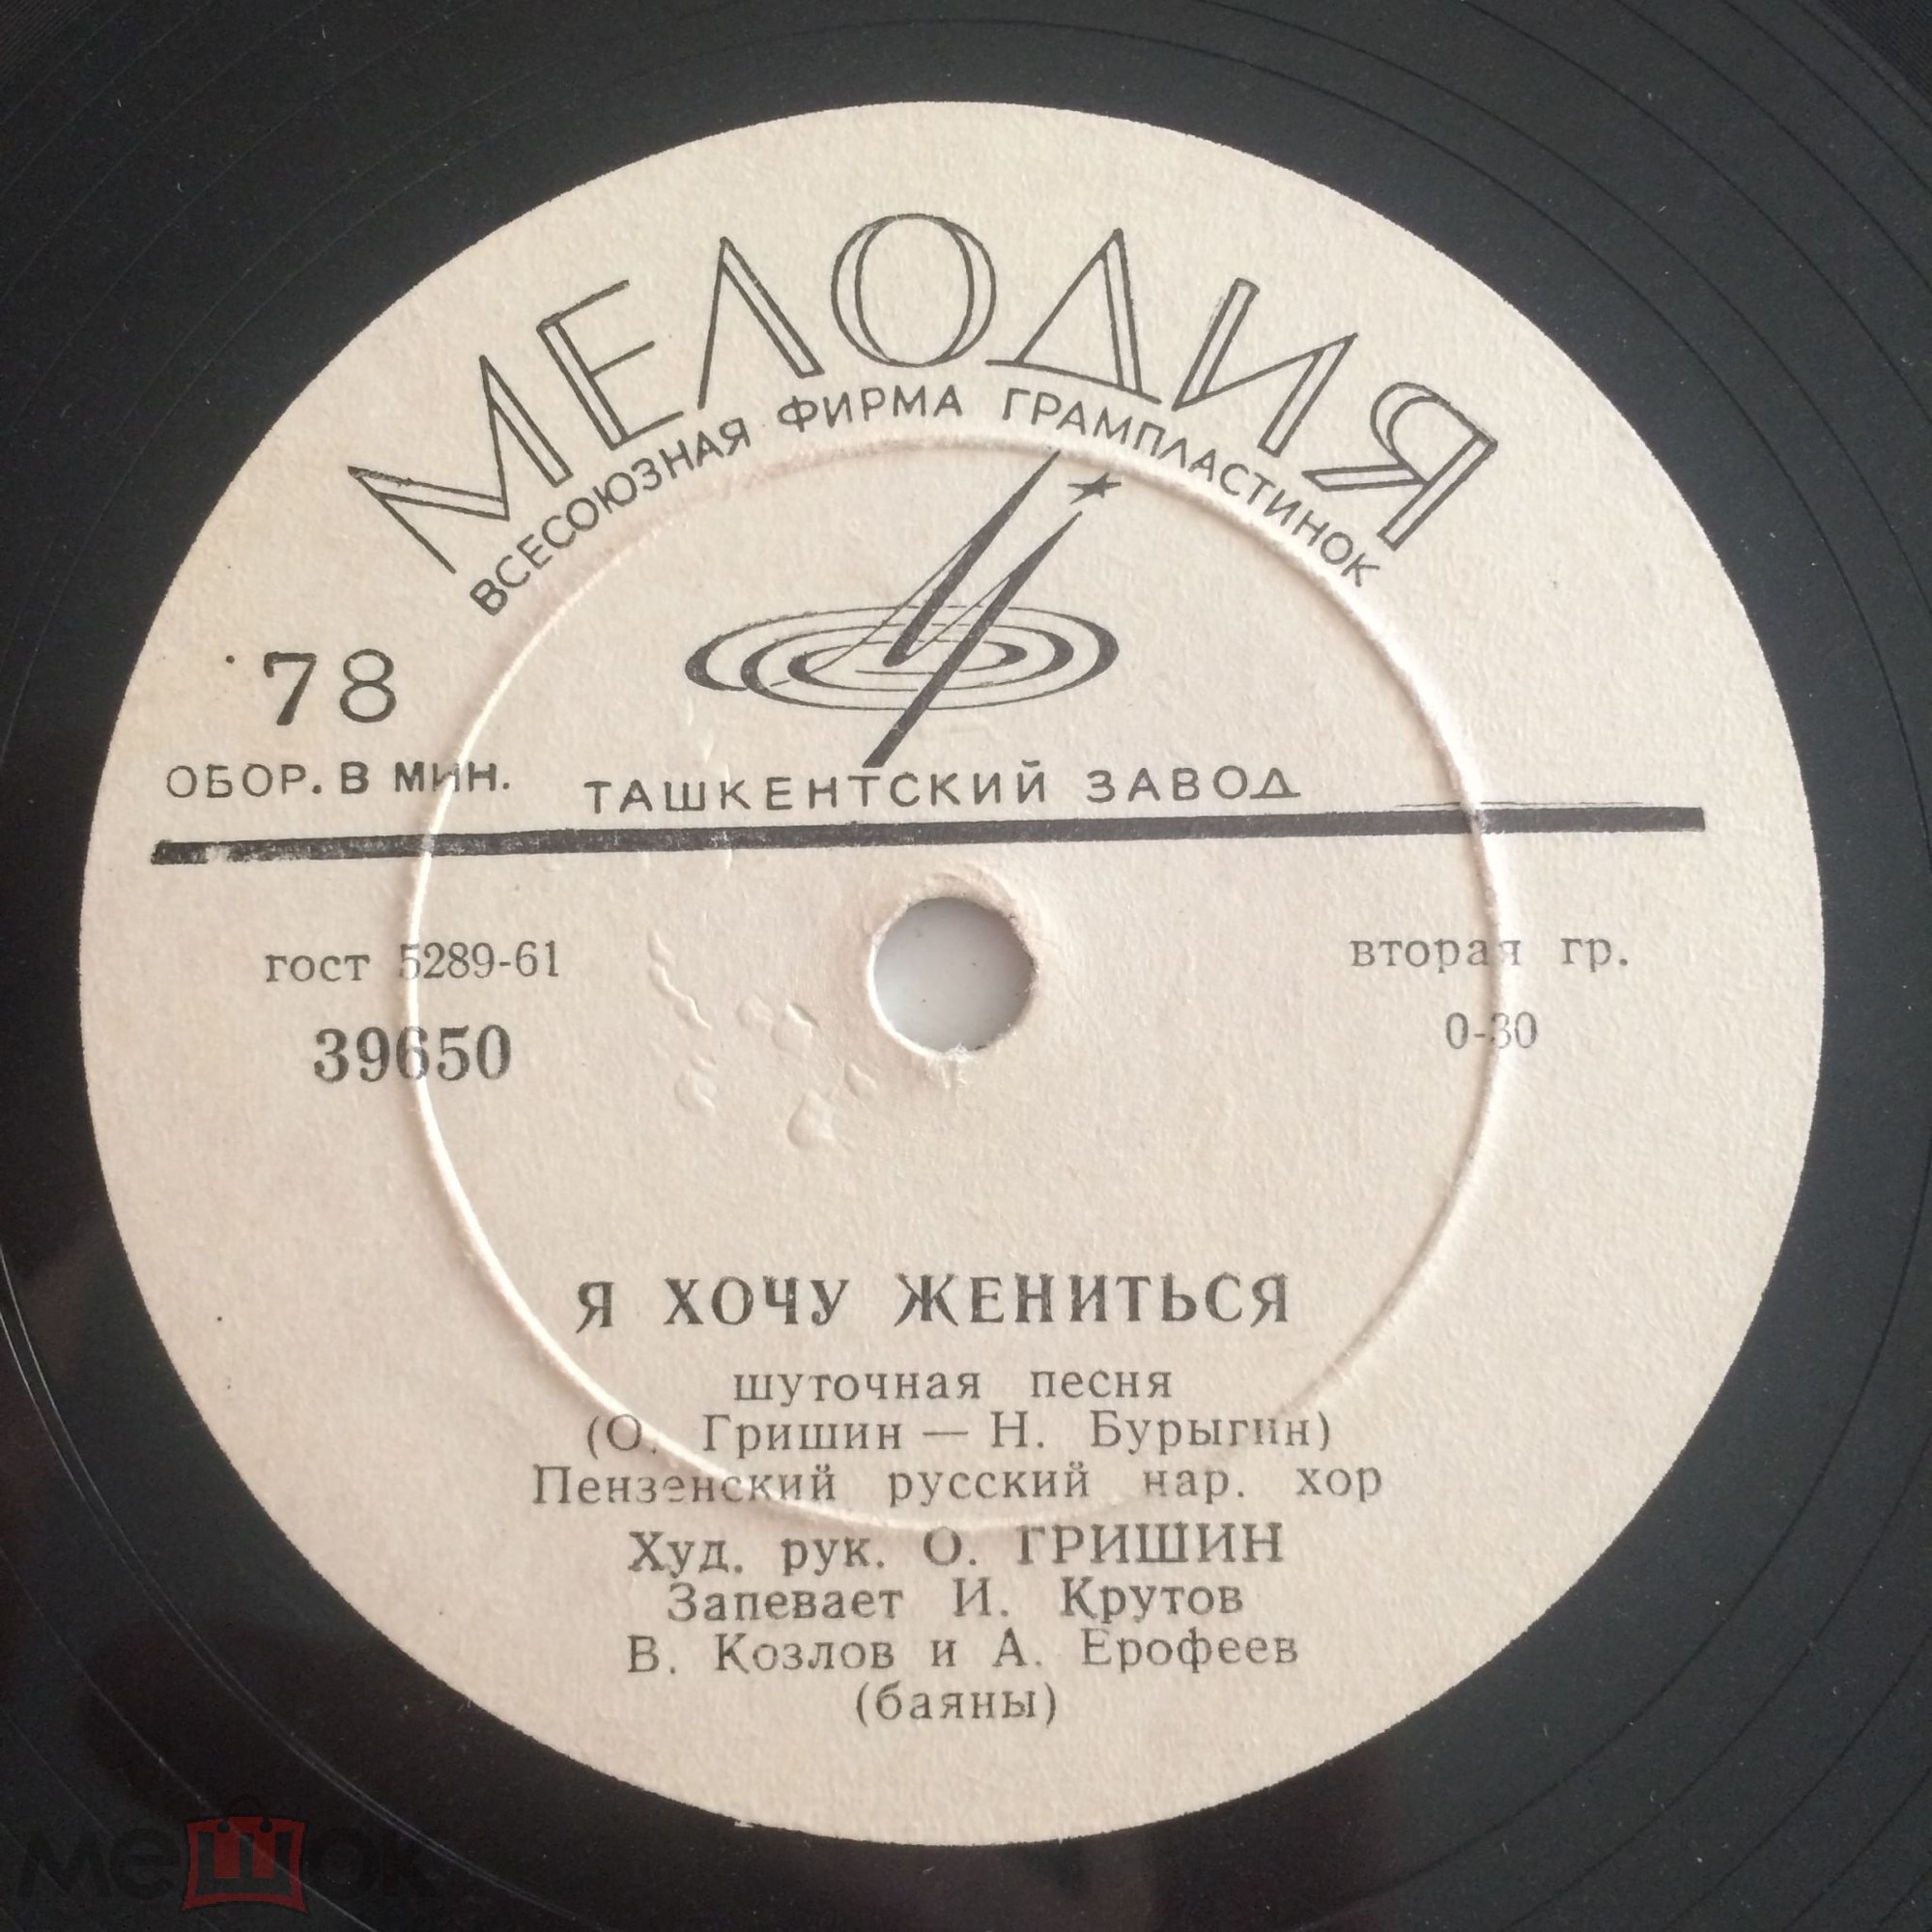 МЕЛОДИЯ
ВСЕСОЮЗНАЯ ФИРМА ГРАМПЛАСТИНОК
78
ОБОР. В МИН.
ТАШКЕНТСКИЙ ЗАВОД
гост 5289-61
вторая гр.
39650
0-30
Я ХОЧУ ЖЕНИТЬСЯ
шуточная песня
(О. Гришин — Н. Бурыгин)
Пензенский русский нар. хор
Худ. рук. О. ГРИШИН
Запевает И. Крутов
В. Козлов и А. Ерофеев
(баяны)
мешок